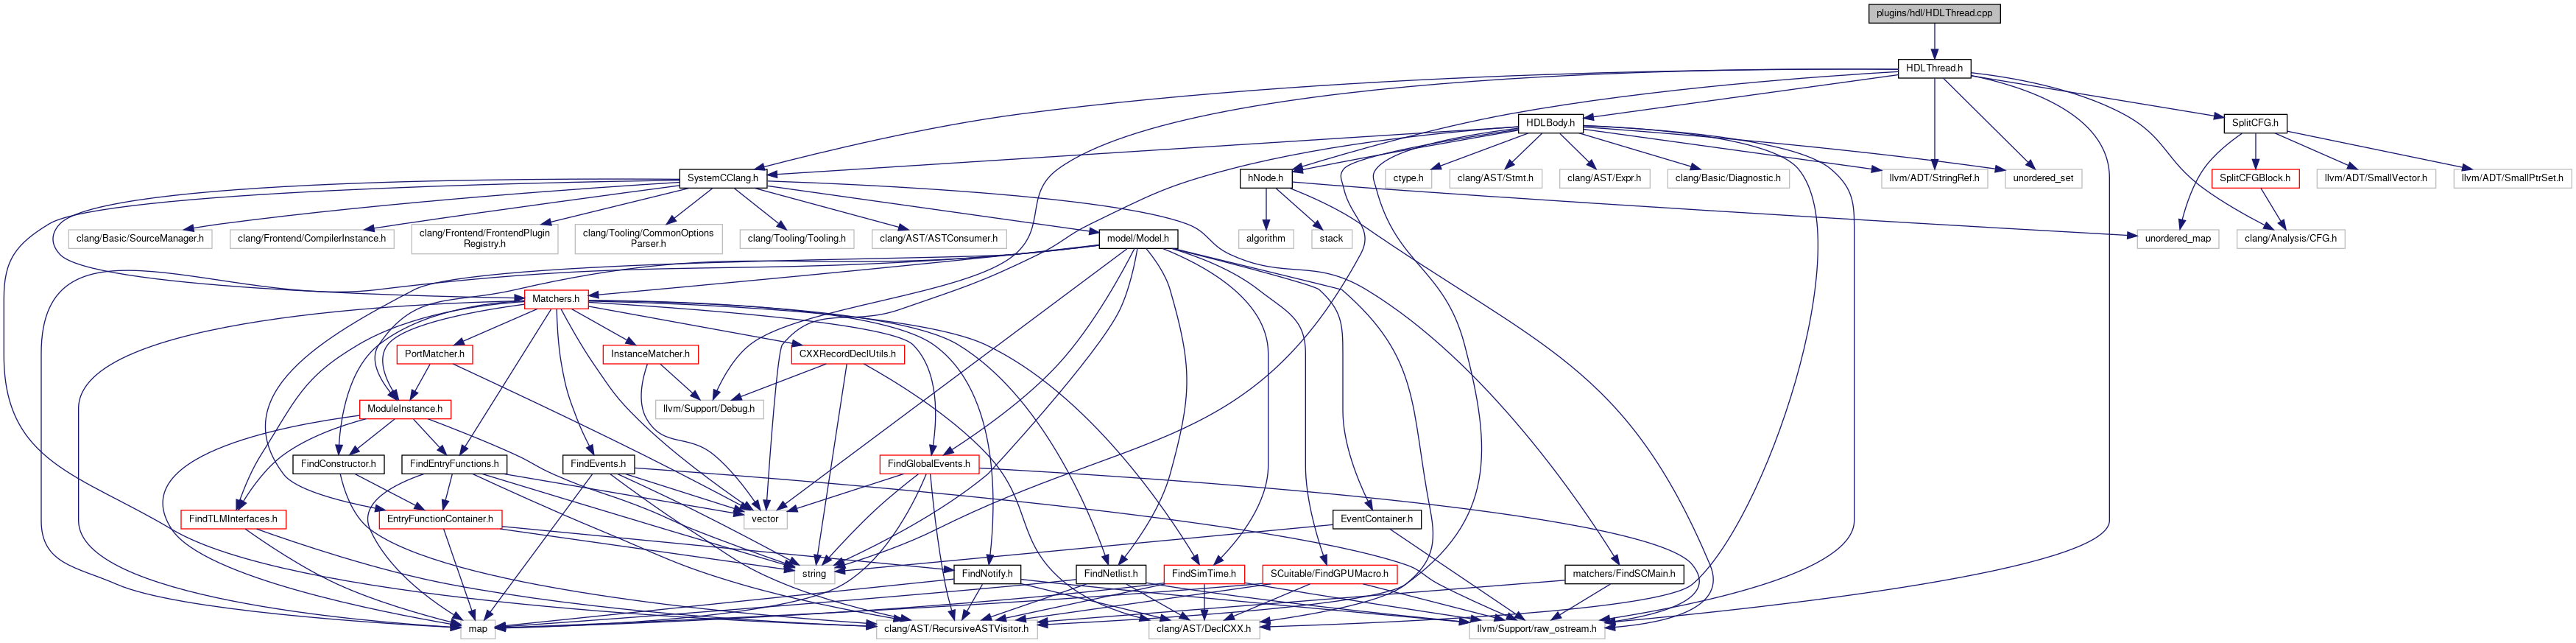 plugins/hdl/HDLThread.cpp
HDLThread.h
HDLBody.h
SplitCFG.h
SystemCClang.h
hNode.h
ctype.h
clang/AST/Stmt.h
clang/AST/Expr.h
clang/Basic/Diagnostic.h
llvm/ADT/StringRef.h
unordered_set
SplitCFGBlock.h
llvm/ADT/SmallVector.h
llvm/ADT/SmallPtrSet.h
clang/Basic/SourceManager.h
clang/Frontend/CompilerInstance.h
clang/Frontend/FrontendPlugin
Registry.h
clang/Tooling/CommonOptions
Parser.h
clang/Tooling/Tooling.h
clang/AST/ASTConsumer.h
model/Model.h
algorithm
stack
unordered_map
clang/Analysis/CFG.h
Matchers.h
PortMatcher.h
InstanceMatcher.h
CXXRecordDeclUtils.h
ModuleInstance.h
llvm/Support/Debug.h
FindConstructor.h
FindEntryFunctions.h
FindEvents.h
FindGlobalEvents.h
FindTLMInterfaces.h
EntryFunctionContainer.h
vector
EventContainer.h
string
FindNotify.h
FindNetlist.h
FindSimTime.h
SCuitable/FindGPUMacro.h
matchers/FindSCMain.h
map
clang/AST/RecursiveASTVisitor.h
clang/AST/DeclCXX.h
llvm/Support/raw_ostream.h